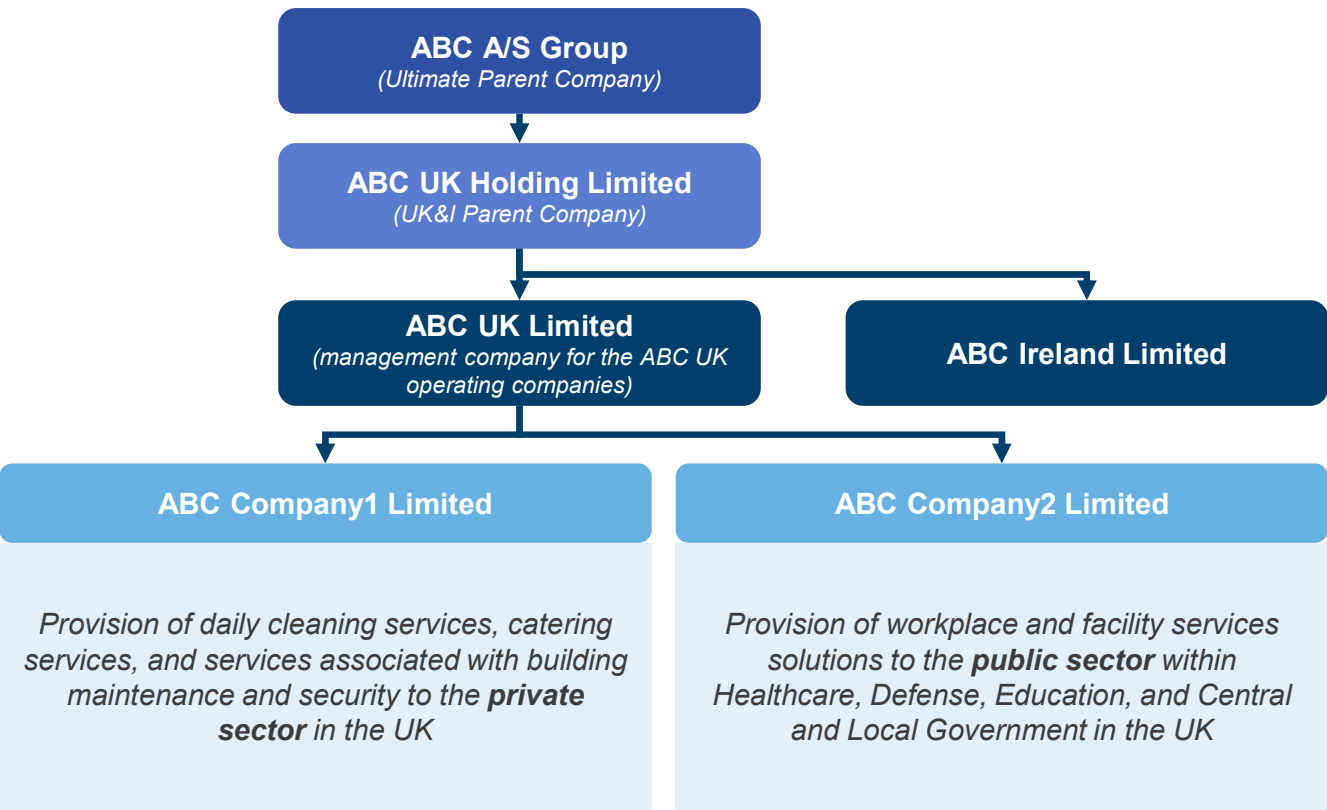 ABC A/S Group
(Ultimate Parent Company)
ABC UK Holding Limited
(UK&I Parent Company)
ABC UK Limited
(management company for the ABC UK
operating companies)
ABC Ireland Limited
ABC Company1 Limited
Provision of daily cleaning services, catering
services, and services associated with building
maintenance and security to the private
sector in the UK
ABC Company2 Limited
Provision of workplace and facility services
solutions to the public sector within
Healthcare, Defense, Education, and Central
and Local Government in the UK